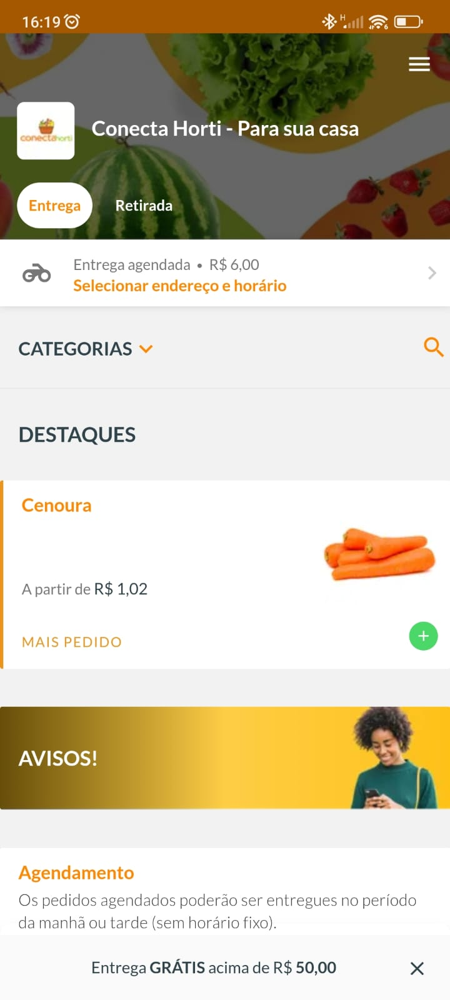 16:19
H
6
conectahorti
Conecta Horti - Para sua casa
Entrega
Retirada
Entrega agendada • R$ 6,00
Selecionar endereço e horário
CATEGORIAS
DESTAQUES
Cenoura
A partir de R$ 1,02
MAIS PEDIDO
+
AVISOS!
Agendamento
Os pedidos agendados poderão ser entregues no período
da manhã ou tarde (sem horário fixo).
Entrega GRÁTIS acima de R$ 50,00